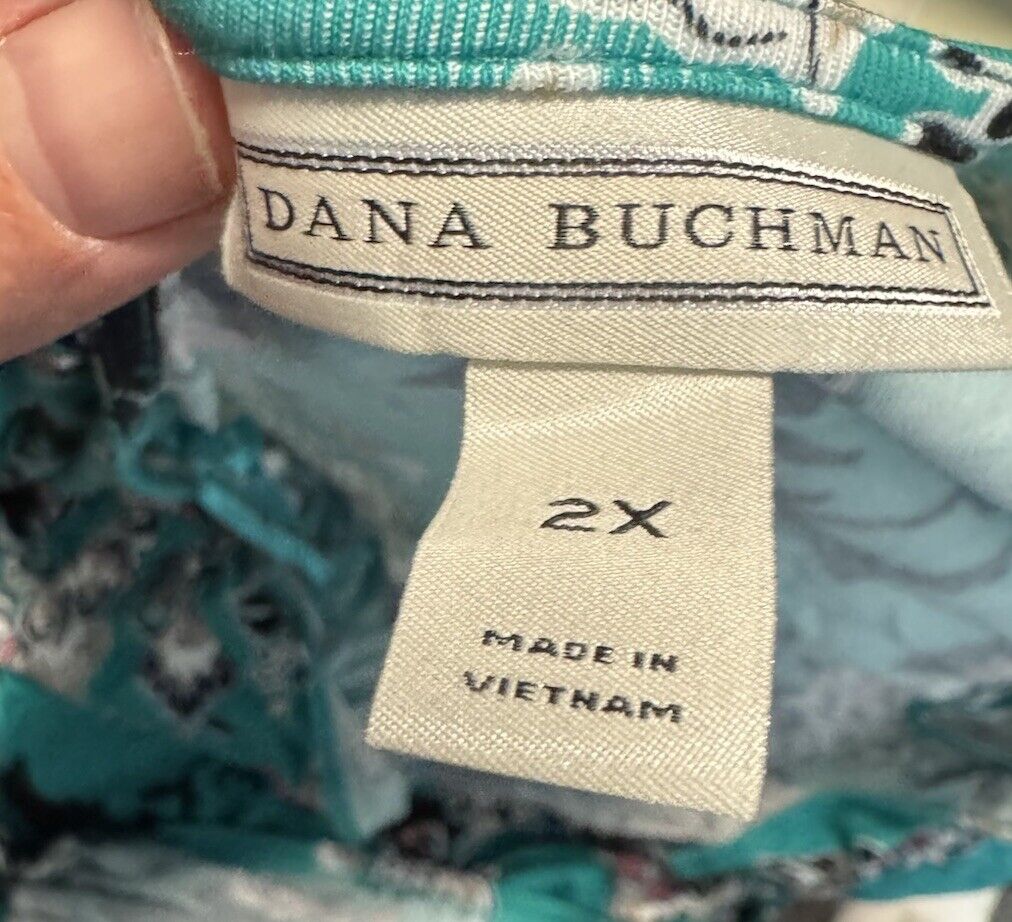 DANA BUCHMAN
2X
MADE IN
VIETNAM